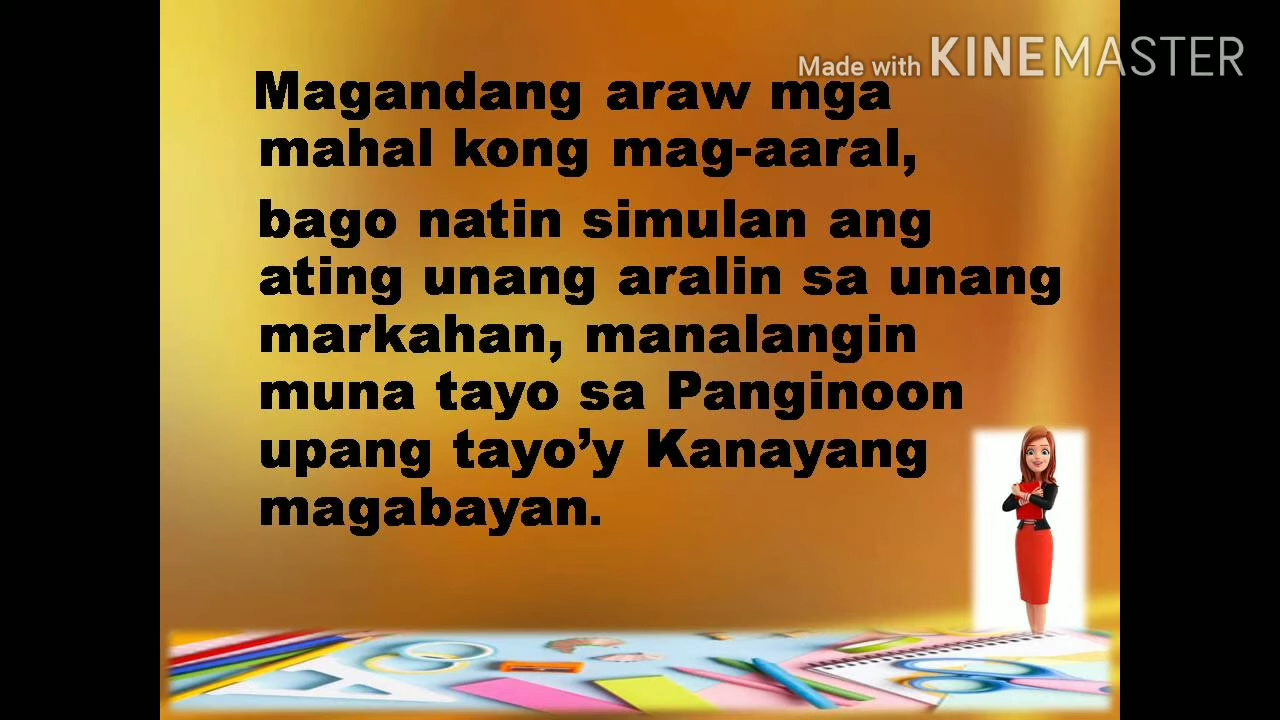 Made with KINEMASTER
Magandang araw mga
mahal kong mag-aaral,
bago natin simulan ang
ating unang aralin sa unang
markahan, manalangin
muna tayo sa Panginoon
upang tayo’y Kanayang
magabayan.